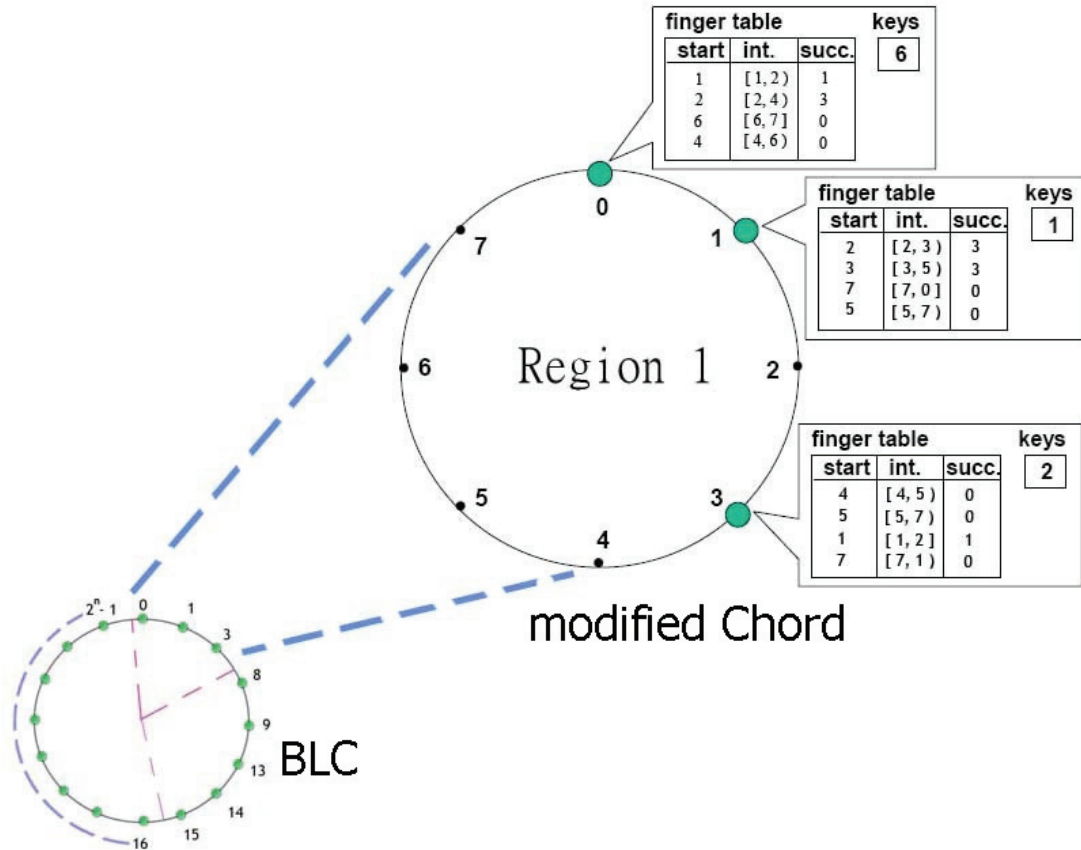 finger table keys
start int. succ. 6
1 [1,2) 1
2 [2,4) 3
6 [6,7] 0
4 [4,6) 0
finger table keys
start int. succ. 1
2 [2,3) 3
3 [3,5) 3
7 [7,0] 0
5 [5,7) 0
finger table keys
start int. succ. 2
4 [4,5) 0
5 [5,7) 0
1 [1,2] 1
7 [7,1) 0
0
1
2
3
4
5
6
7
Region 1
modified Chord
2^n - 1
0
1
3
8
9
13
14
15
16
BLC